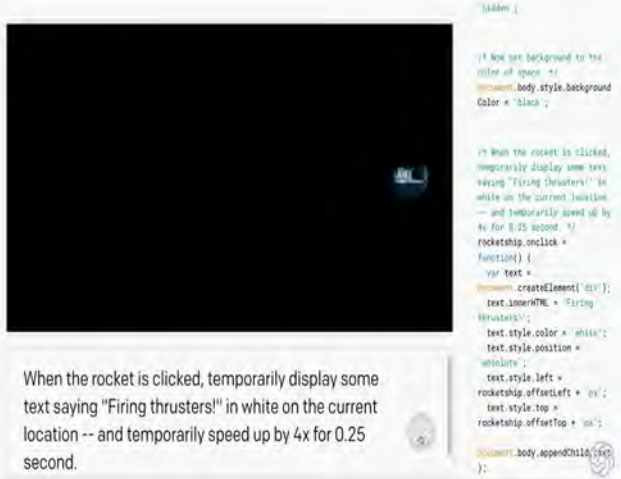 When the rocket is clicked, temporarily display some
text saying "Firing thrusters!" in white on the current
location -- and temporarily speed up by 4x for 0.25
second.
/* Now set background to the
color of space. */
document.body.style.background
Color = 'black';
/* When the rocket is clicked,
temporarily display some text
saying "Firing thrusters!" in
white on the current location
-- and temporarily speed up by
4x for 0.25 second. */
rocketship.onclick =
function() {
var text =
document.createElement('div');
text.innerHTML = 'Firing
thrusters!';
text.style.color = 'white';
text.style.position =
'absolute';
text.style.left =
rocketship.offsetLeft + 'px';
text.style.top =
rocketship.offsetTop + 'px';
document.body.appendChild(text
);